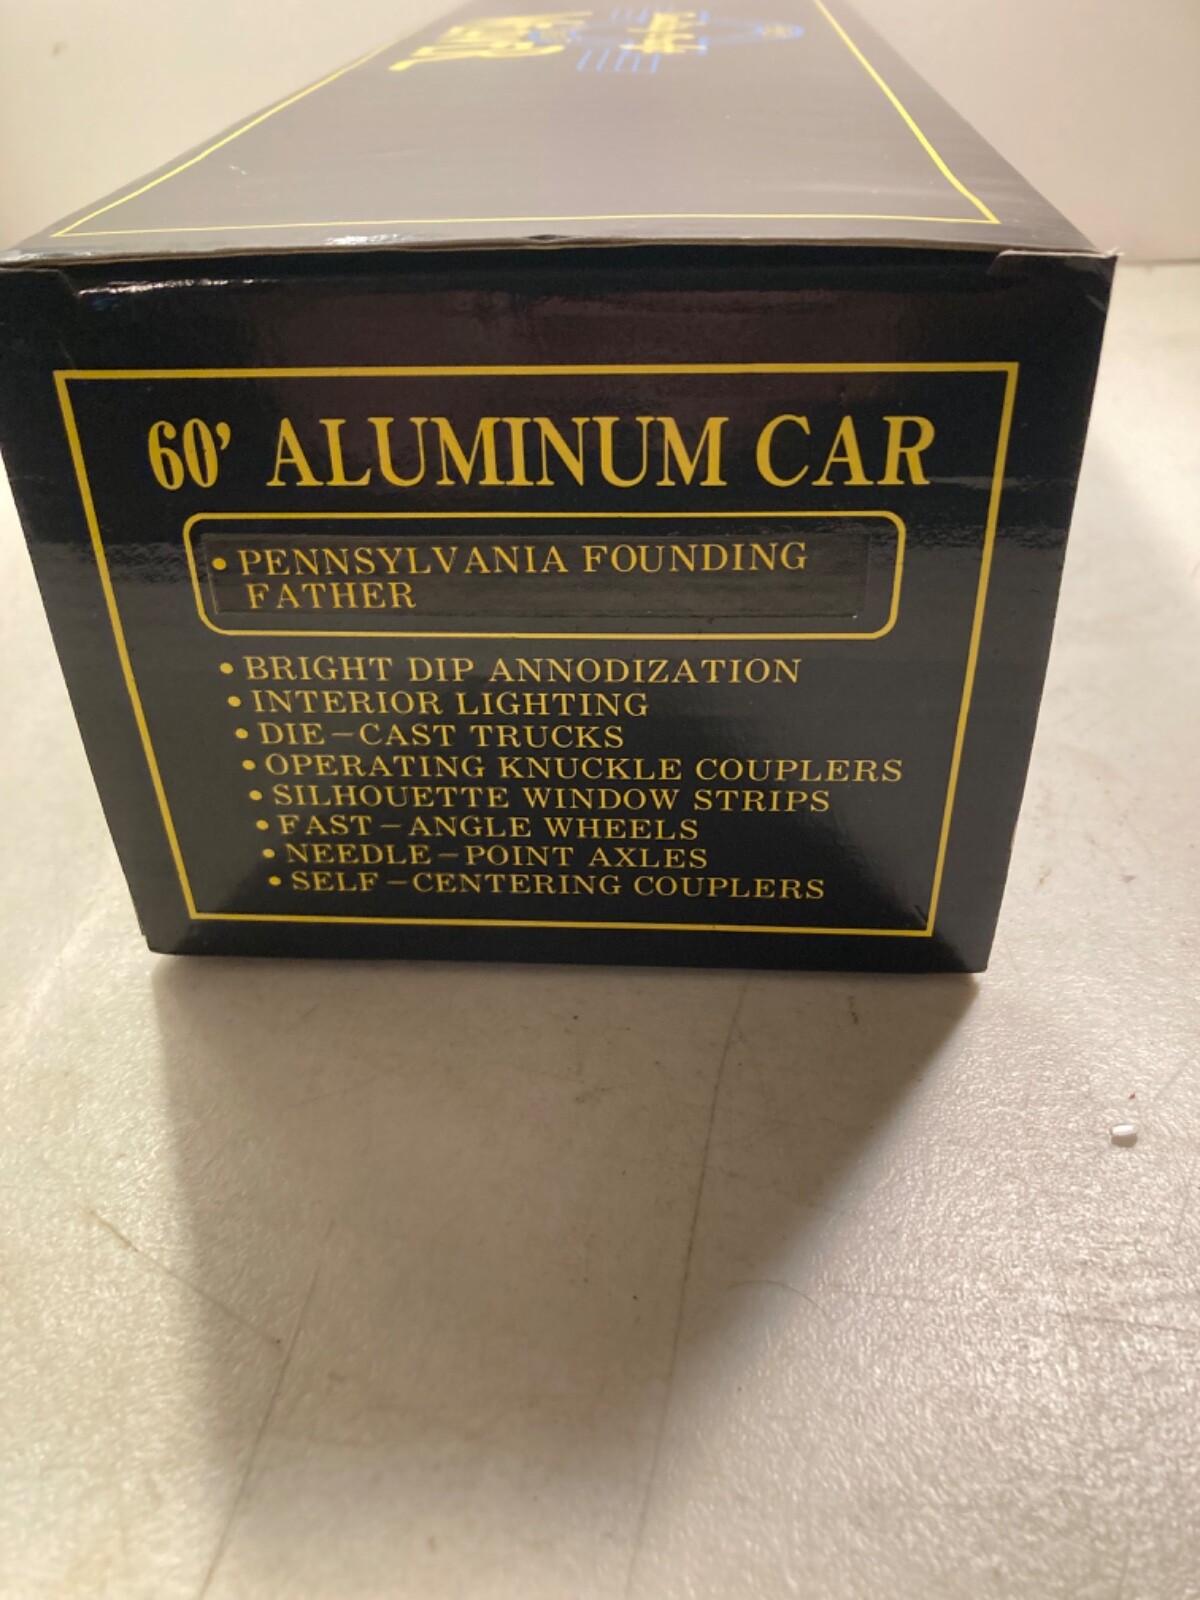 60' ALUMINUM CAR
• PENNSYLVANIA FOUNDING
FATHER
• BRIGHT DIP ANNODIZATION
• INTERIOR LIGHTING
• DIE-CAST TRUCKS
• OPERATING KNUCKLE COUPLERS
• SILHOUETTE WINDOW STRIPS
• FAST-ANGLE WHEELS
• NEEDLE-POINT AXLES
• SELF-CENTERING COUPLERS